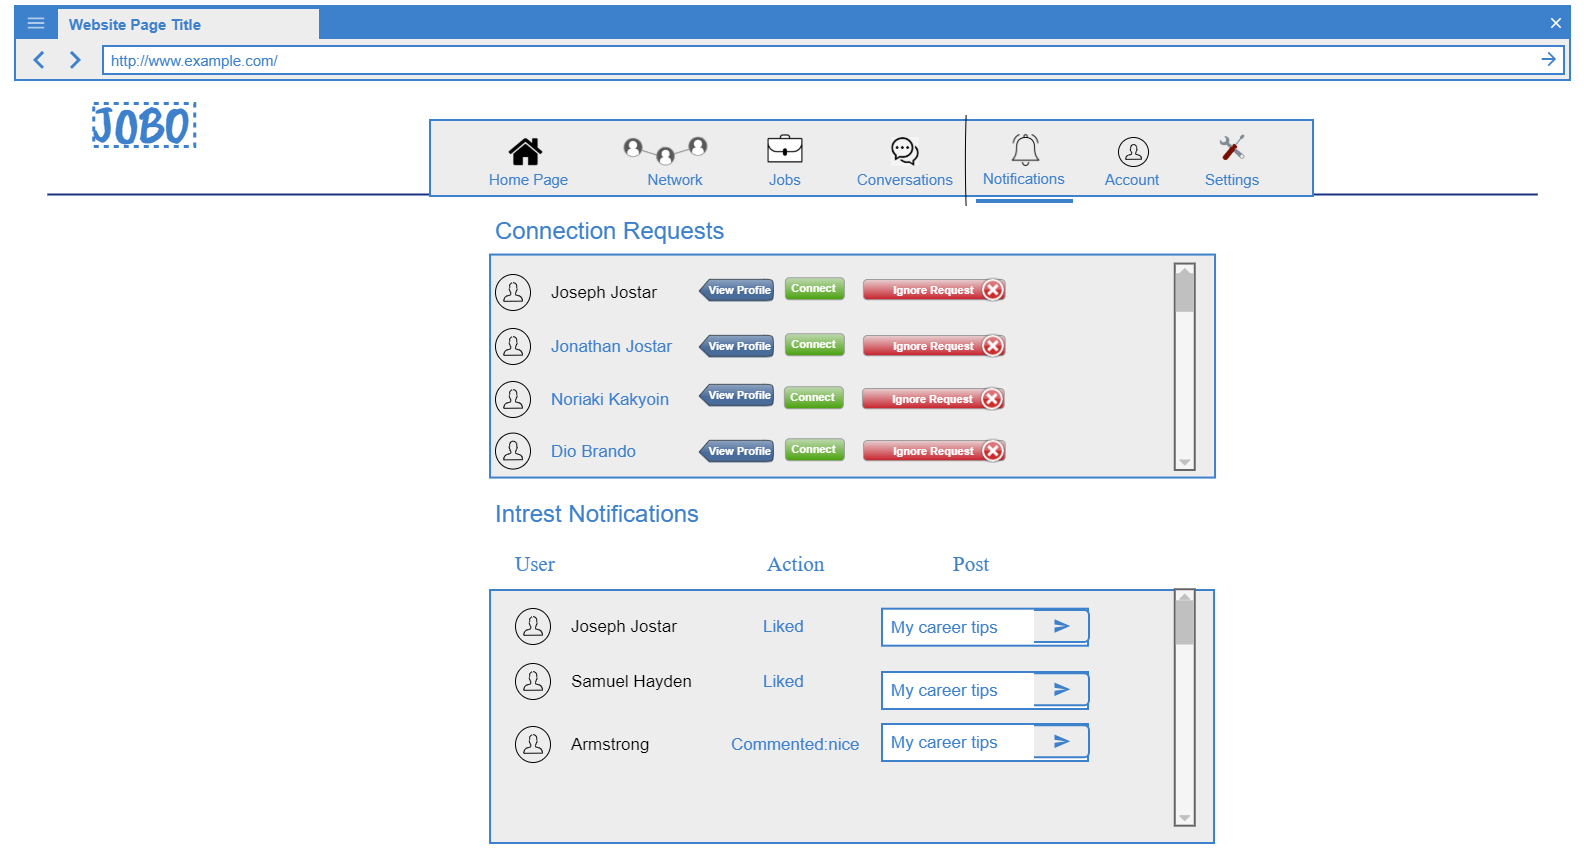 Website Page Title
http://www.example.com/
JOBO
Home Page Network Jobs Conversations Notifications Account Settings
Connection Requests
Joseph Jostar View Profile Connect Ignore Request
Jonathan Jostar View Profile Connect Ignore Request
Noriaki Kakyoin View Profile Connect Ignore Request
Dio Brando View Profile Connect Ignore Request
Intrest Notifications
User Action Post
Joseph Jostar Liked My career tips
Samuel Hayden Liked My career tips
Armstrong Commented:nice My career tips